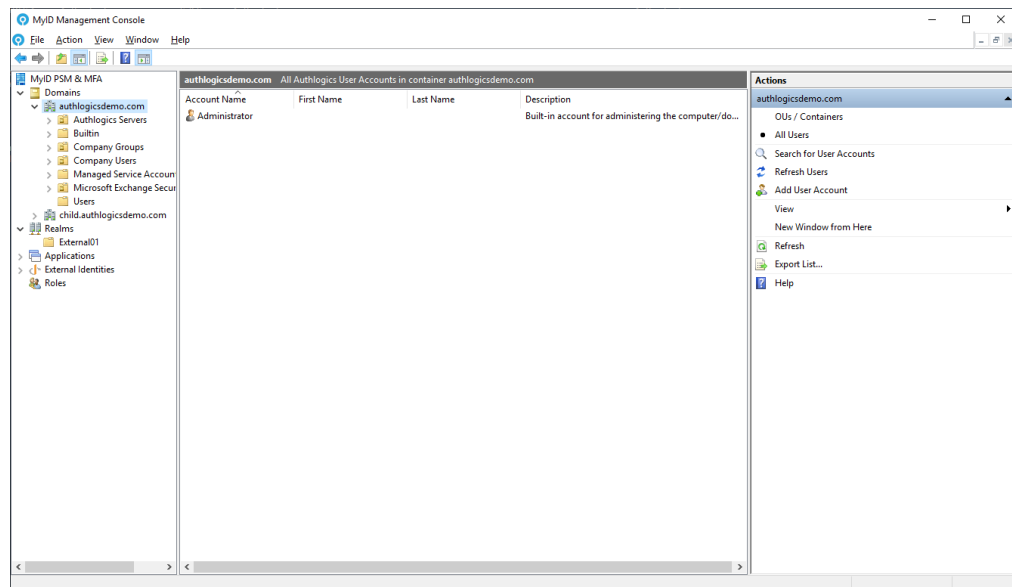 MyID Management Console
File Action View Window Help
MyID PSM & MFA
Domains
authlogicsdemo.com
Authlogics Servers
Builtin
Company Groups
Company Users
Managed Service Accoun
Microsoft Exchange Secur
Users
child.authlogicsdemo.com
Realms
External01
Applications
External Identities
Roles
authlogicsdemo.com All Authlogics User Accounts in container authlogicsdemo.com
Account Name First Name Last Name Description
Administrator Built-in account for administering the computer/do...
Actions
authlogicsdemo.com
OUs / Containers
All Users
Search for User Accounts
Refresh Users
Add User Account
View
New Window from Here
Refresh
Export List...
Help